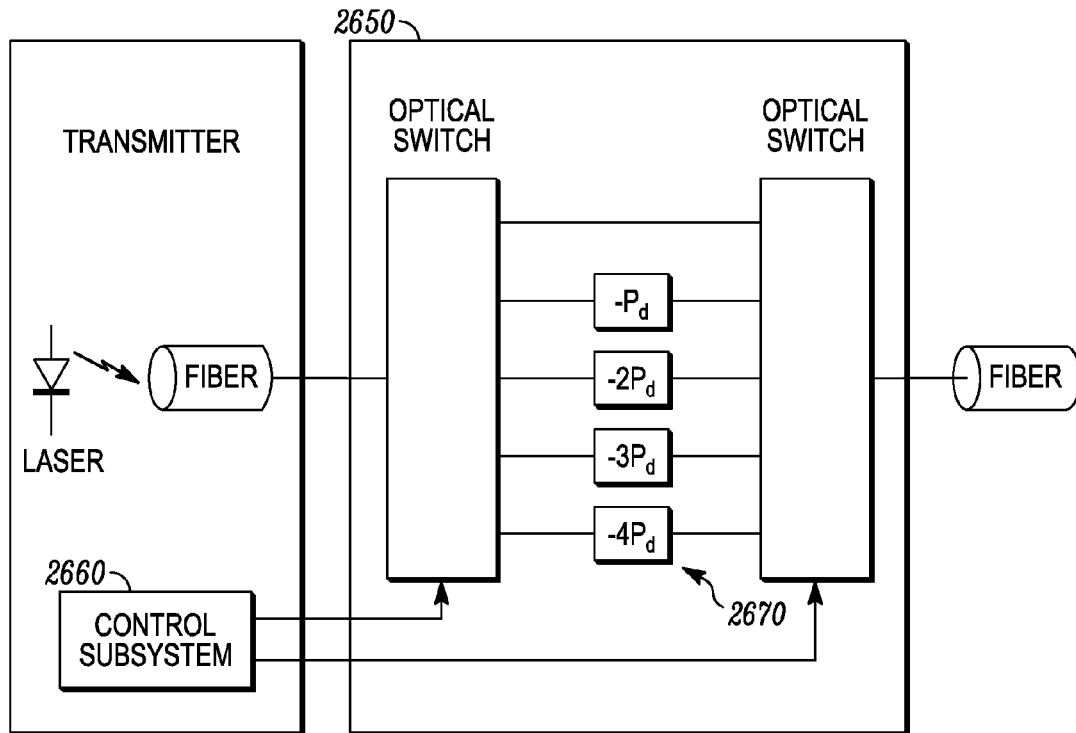 2650
TRANSMITTER
OPTICAL
SWITCH
OPTICAL
SWITCH
-Pd
-2Pd
-3Pd
-4Pd
FIBER
FIBER
LASER
2660
CONTROL
SUBSYSTEM
2670